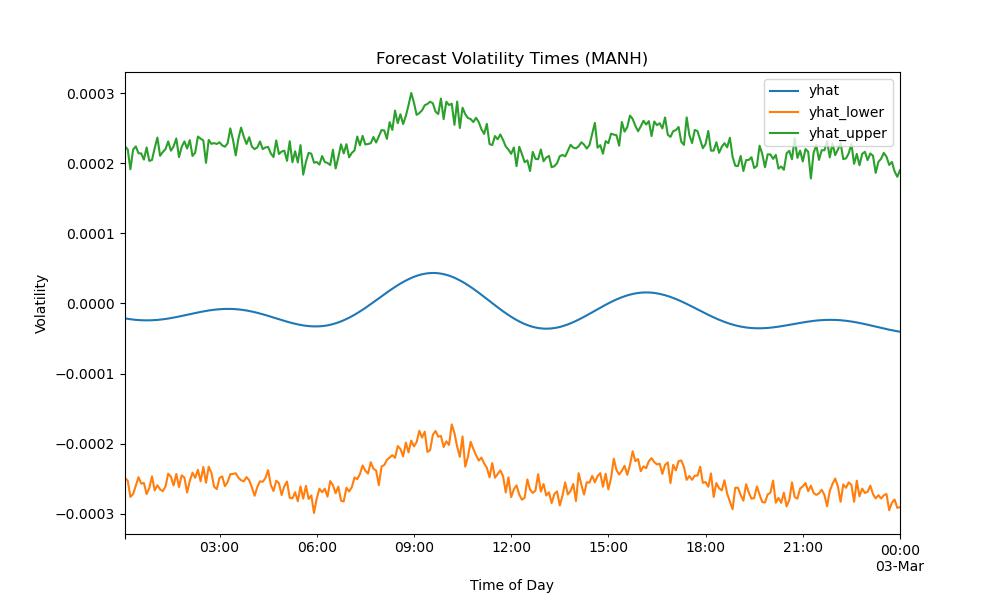 Forecast Volatility Times (MANH)
yhat
yhat_lower
yhat_upper
Volatility
0.0003
0.0002
0.0001
0.0000
−0.0001
−0.0002
−0.0003
03:00
06:00
09:00
12:00
15:00
18:00
21:00
00:00
03-Mar
Time of Day